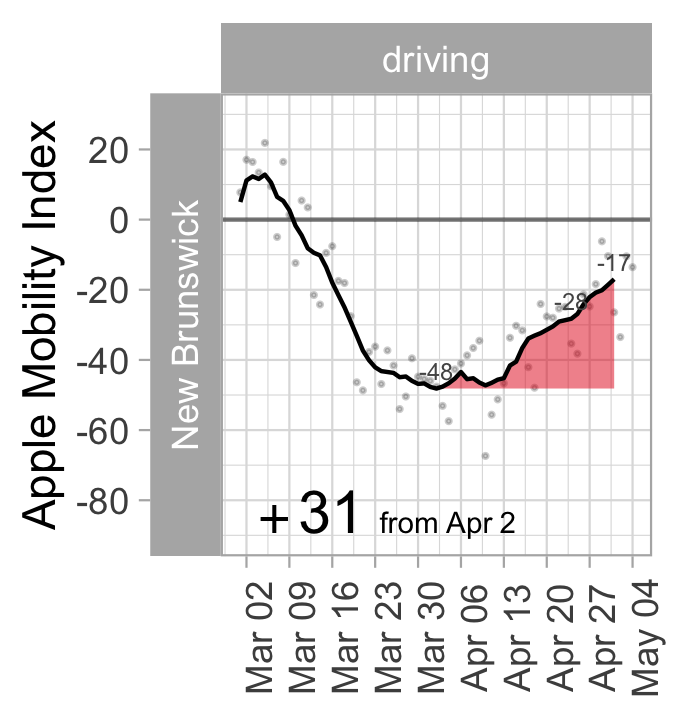 driving
Apple Mobility Index
New Brunswick
20
0
-20
-40
-60
-80
-17
-28
-48
+31 from Apr 2
Mar 02
Mar 09
Mar 16
Mar 23
Mar 30
Apr 06
Apr 13
Apr 20
Apr 27
May 04